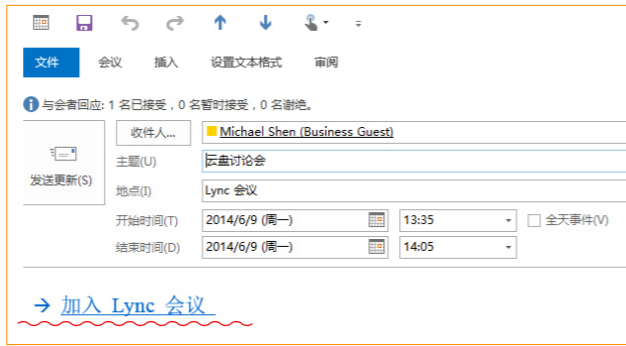 文件 会议 插入 设置文本格式 审阅
与会者回应: 1 名已接受，0 名暂时接受，0 名谢绝。
收件人... Michael Shen (Business Guest)
发送更新(S)
主题(U) 云盘讨论会
地点(I) Lync 会议
开始时间(T) 2014/6/9 (周一) 13:35 全天事件(V)
结束时间(D) 2014/6/9 (周一) 14:05
→ 加入 Lync 会议